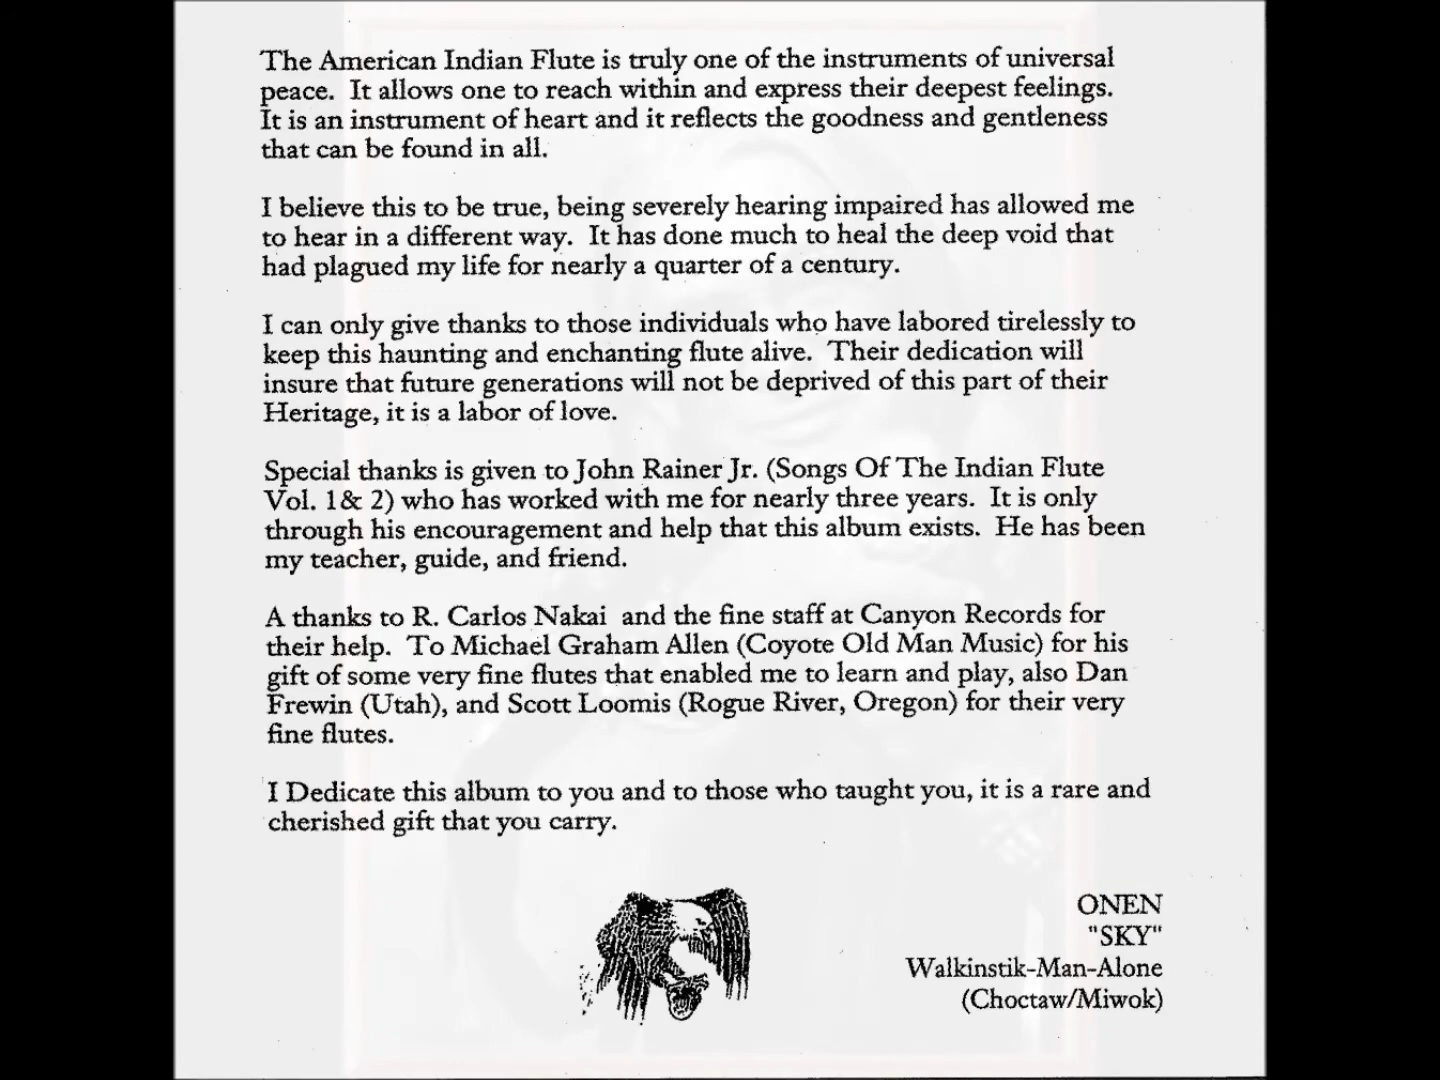 The American Indian Flute is truly one of the instruments of universal
peace. It allows one to reach within and express their deepest feelings.
It is an instrument of heart and it reflects the goodness and gentleness
that can be found in all.
I believe this to be true, being severely hearing impaired has allowed me
to hear in a different way. It has done much to heal the deep void that
had plagued my life for nearly a quarter of a century.
I can only give thanks to those individuals who have labored tirelessly to
keep this haunting and enchanting flute alive. Their dedication will
insure that future generations will not be deprived of this part of their
Heritage, it is a labor of love.
Special thanks is given to John Rainer Jr. (Songs Of The Indian Flute
Vol. 1& 2) who has worked with me for nearly three years. It is only
through his encouragement and help that this album exists. He has been
my teacher, guide, and friend.
A thanks to R. Carlos Nakai and the fine staff at Canyon Records for
their help. To Michael Graham Allen (Coyote Old Man Music) for his
gift of some very fine flutes that enabled me to learn and play, also Dan
Frewin (Utah), and Scott Loomis (Rogue River, Oregon) for their very
fine flutes.
I Dedicate this album to you and to those who taught you, it is a rare and
cherished gift that you carry.
ONEN
"SKY"
Walkinstik-Man-Alone
(Choctaw/Miwok)